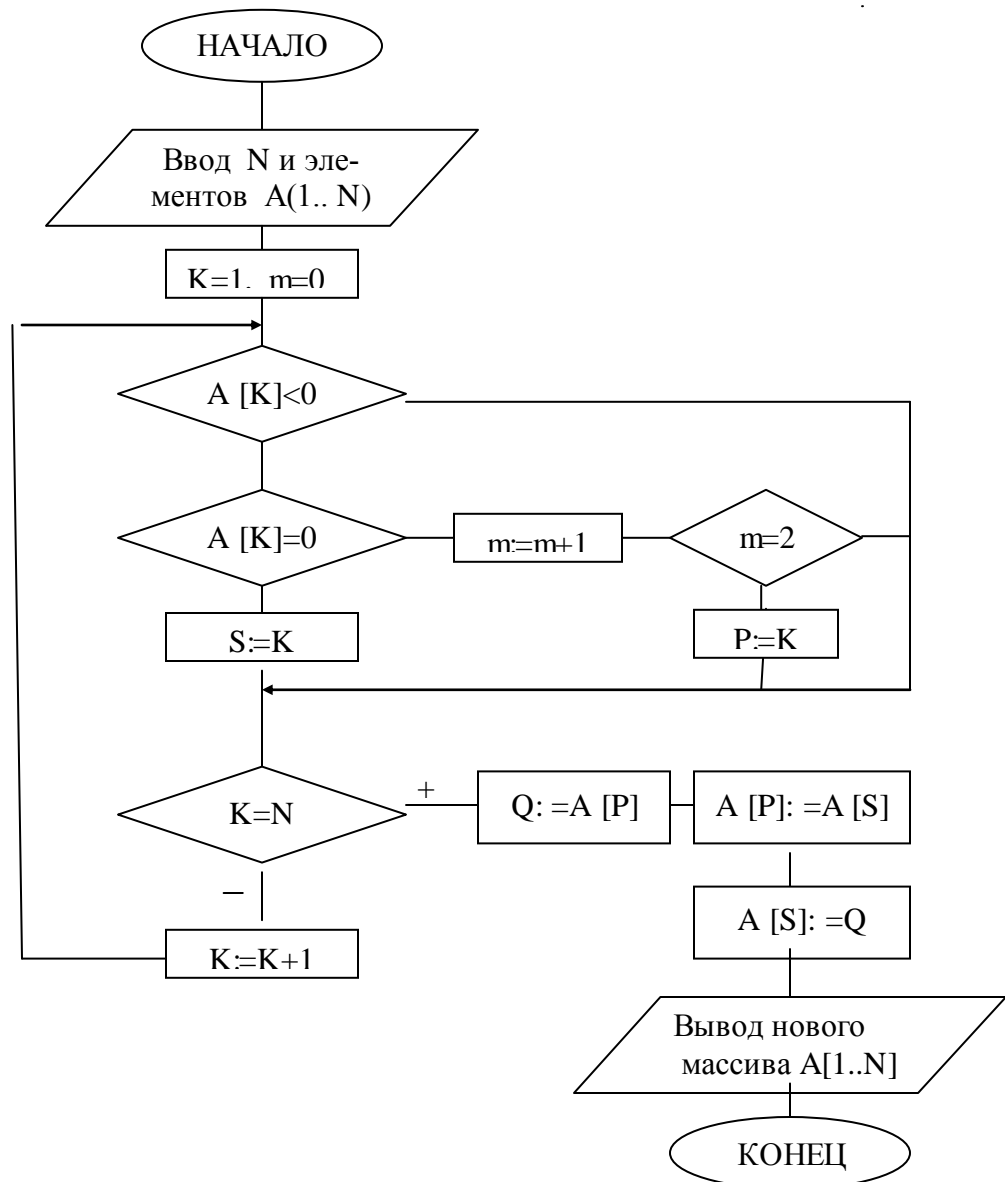 НАЧАЛО
Ввод N и эле-
ментов A(1.. N)
K=1, m=0
A [K]<0
A [K]=0
m:=m+1
m=2
S:=K
P:=K
K=N
+
Q: =A [P]
A [P]: =A [S]
–
A [S]: =Q
K:=K+1
Вывод нового
массива A[1..N]
КОНЕЦ